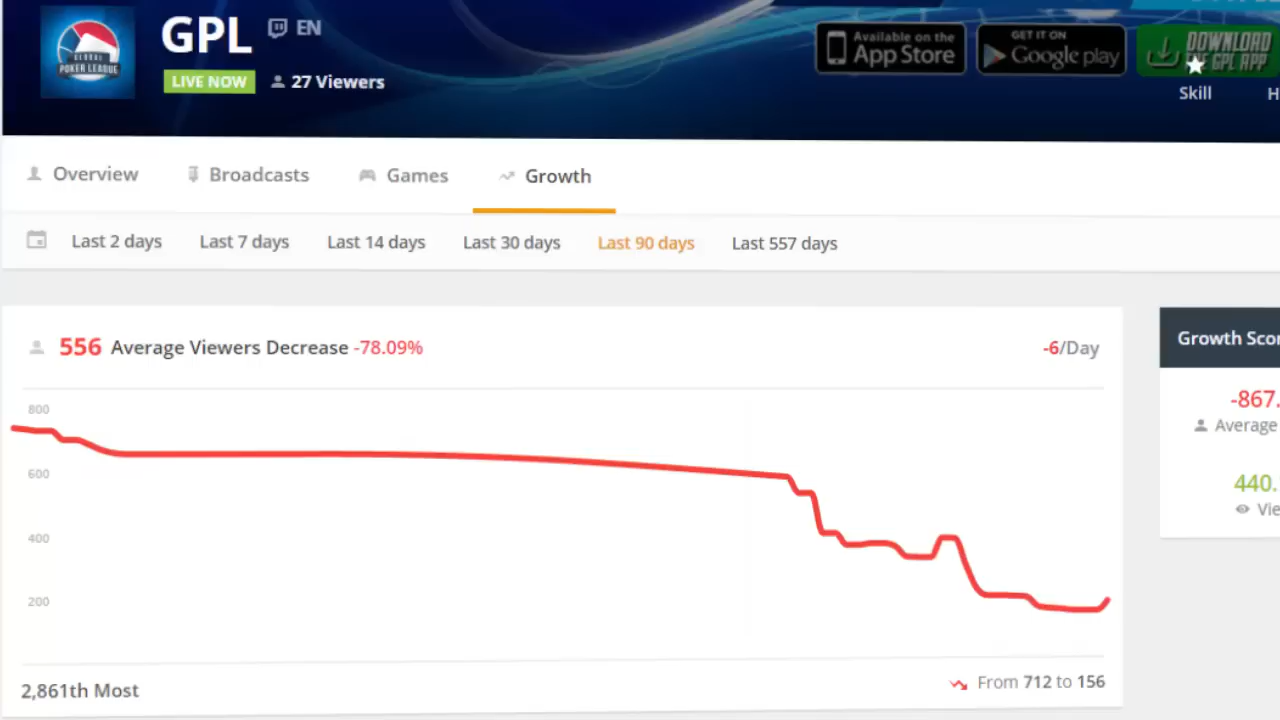 GPL EN
LIVE NOW 27 Viewers
GLOBAL
POKER LEAGUE
Available on the
App Store
GET IT ON
Google play
DOWNLOAD
THE GPL APP
Skill
H
Overview Broadcasts Games Growth
Last 2 days Last 7 days Last 14 days Last 30 days Last 90 days Last 557 days
556 Average Viewers Decrease -78.09% -6/Day
800
600
400
200
2,861th Most From 712 to 156
Growth Scor
-867.
Average
440.
Vie